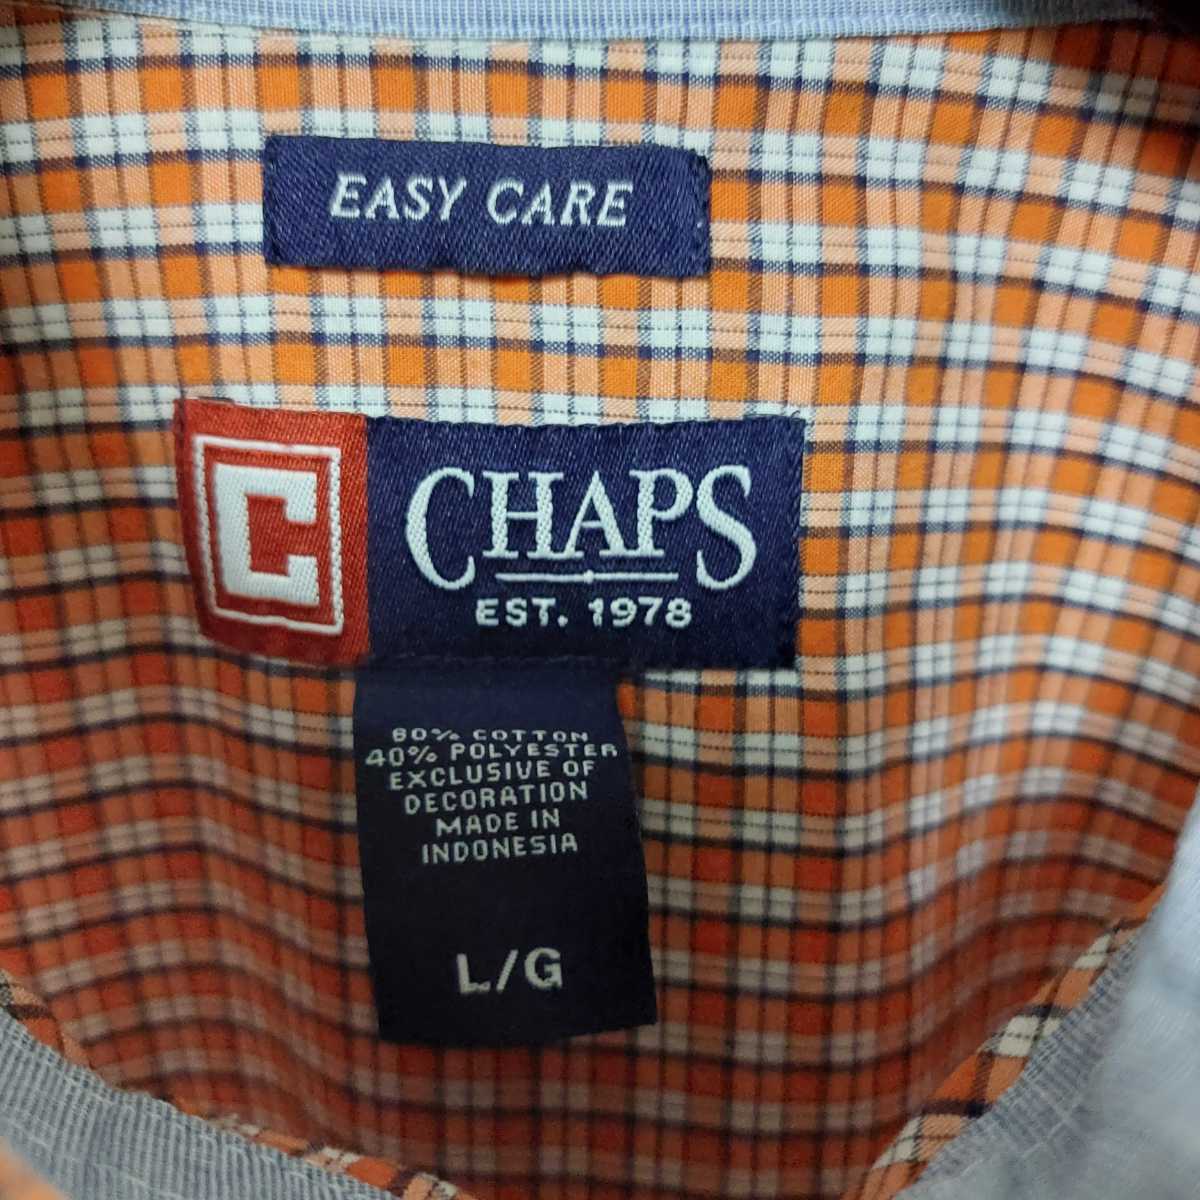 EASY CARE
C CHAPS
EST. 1978
60% COTTON
40% POLYESTER
EXCLUSIVE OF
DECORATION
MADE IN
INDONESIA
L/G